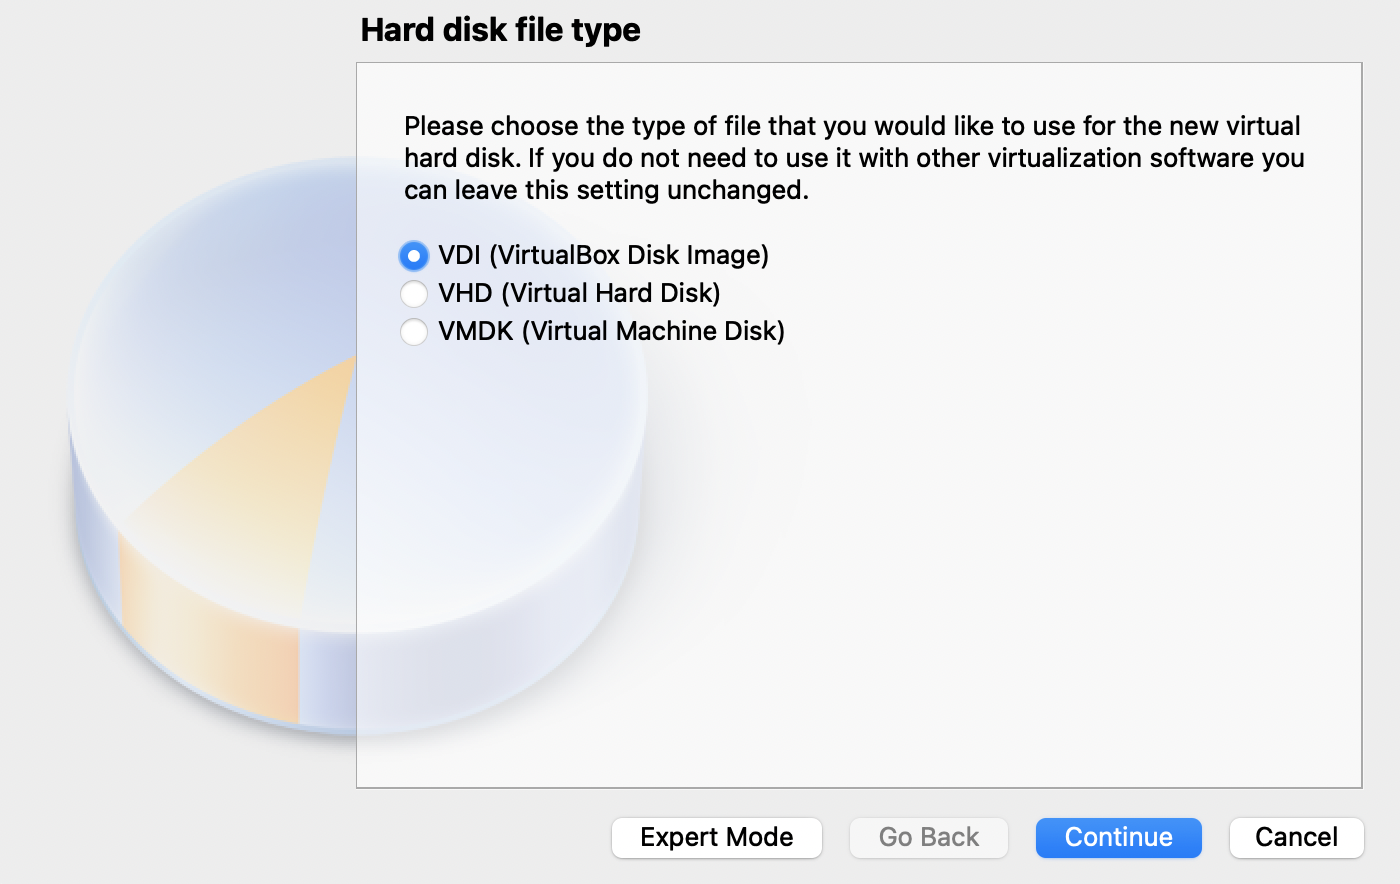 Hard disk file type
Please choose the type of file that you would like to use for the new virtual
hard disk. If you do not need to use it with other virtualization software you
can leave this setting unchanged.
VDI (VirtualBox Disk Image)
VHD (Virtual Hard Disk)
VMDK (Virtual Machine Disk)
Expert Mode
Go Back
Continue
Cancel